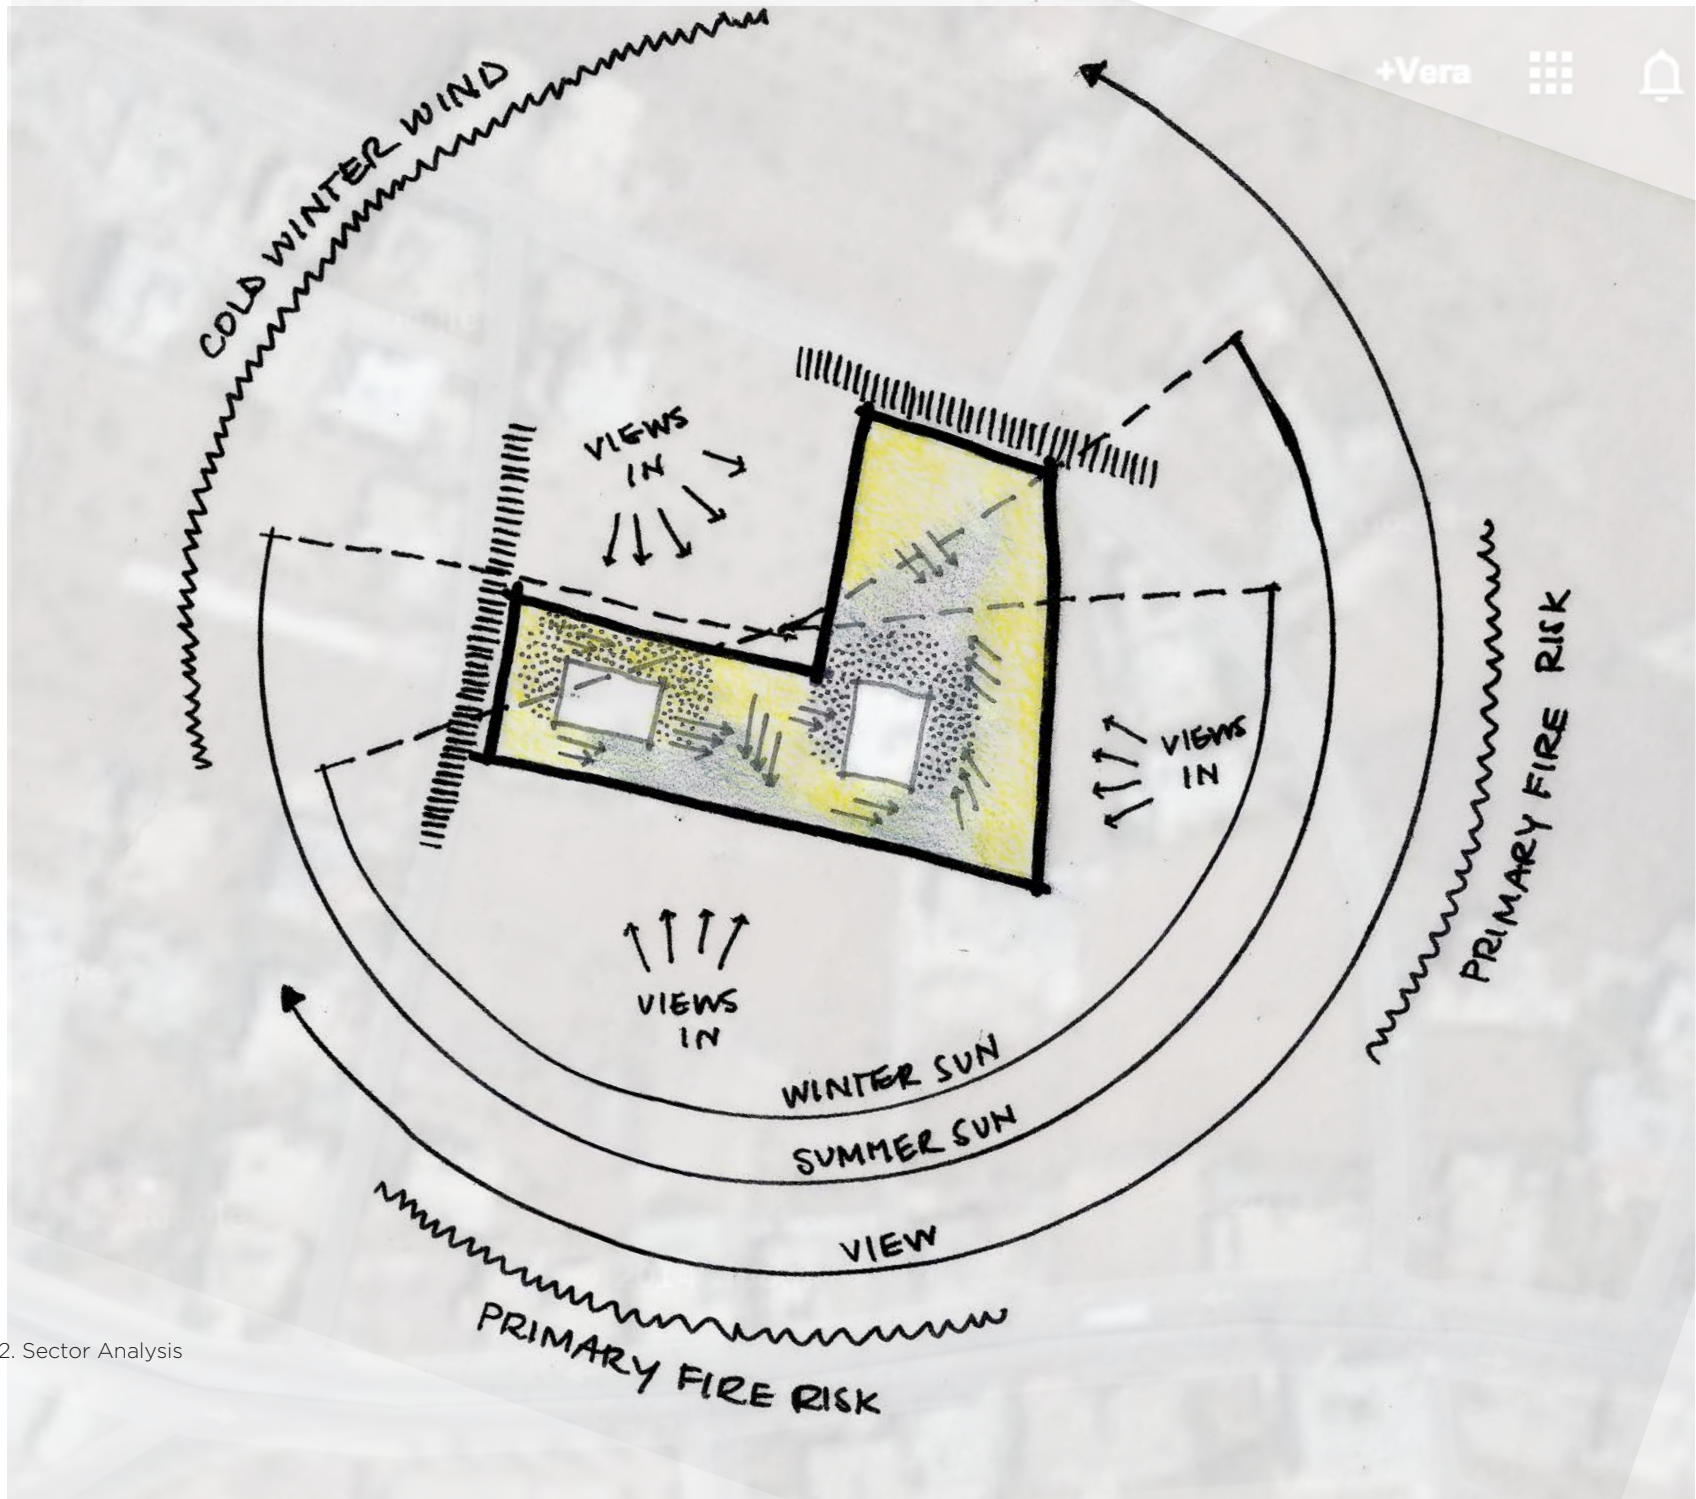 +Vera
COLD WINTER WIND
VIEWS
IN
PRIMARY FIRE RISK
VIEWS
IN
VIEWS
IN
WINTER SUN
SUMMER SUN
VIEW
PRIMARY FIRE RISK
2. Sector Analysis